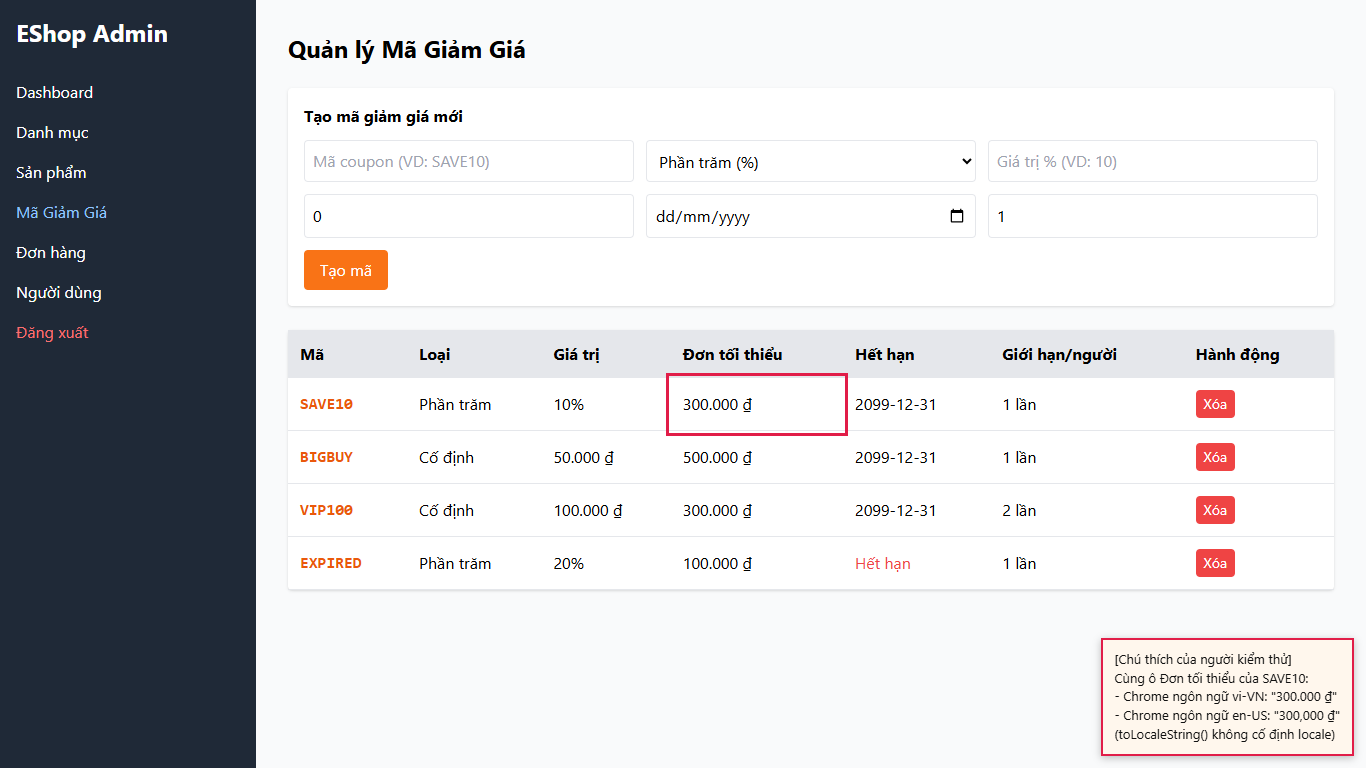 EShop Admin
Dashboard
Danh mục
Sản phẩm
Mã Giảm Giá
Đơn hàng
Người dùng
Đăng xuất
Quản lý Mã Giảm Giá
Tạo mã giảm giá mới
Mã coupon (VD: SAVE10) Phần trăm (%) Giá trị % (VD: 10)
0 dd/mm/yyyy 1
Tạo mã
Mã Loại Giá trị Đơn tối thiểu Hết hạn Giới hạn/người Hành động
SAVE10 Phần trăm 10% 300.000 ₫ 2099-12-31 1 lần Xóa
BIGBUY Cố định 50.000 ₫ 500.000 ₫ 2099-12-31 1 lần Xóa
VIP100 Cố định 100.000 ₫ 300.000 ₫ 2099-12-31 2 lần Xóa
EXPIRED Phần trăm 20% 100.000 ₫ Hết hạn 1 lần Xóa
[Chú thích của người kiểm thử]
Cùng ô Đơn tối thiểu của SAVE10:
- Chrome ngôn ngữ vi-VN: "300.000 ₫"
- Chrome ngôn ngữ en-US: "300,000 ₫"
(toLocaleString() không cố định locale)